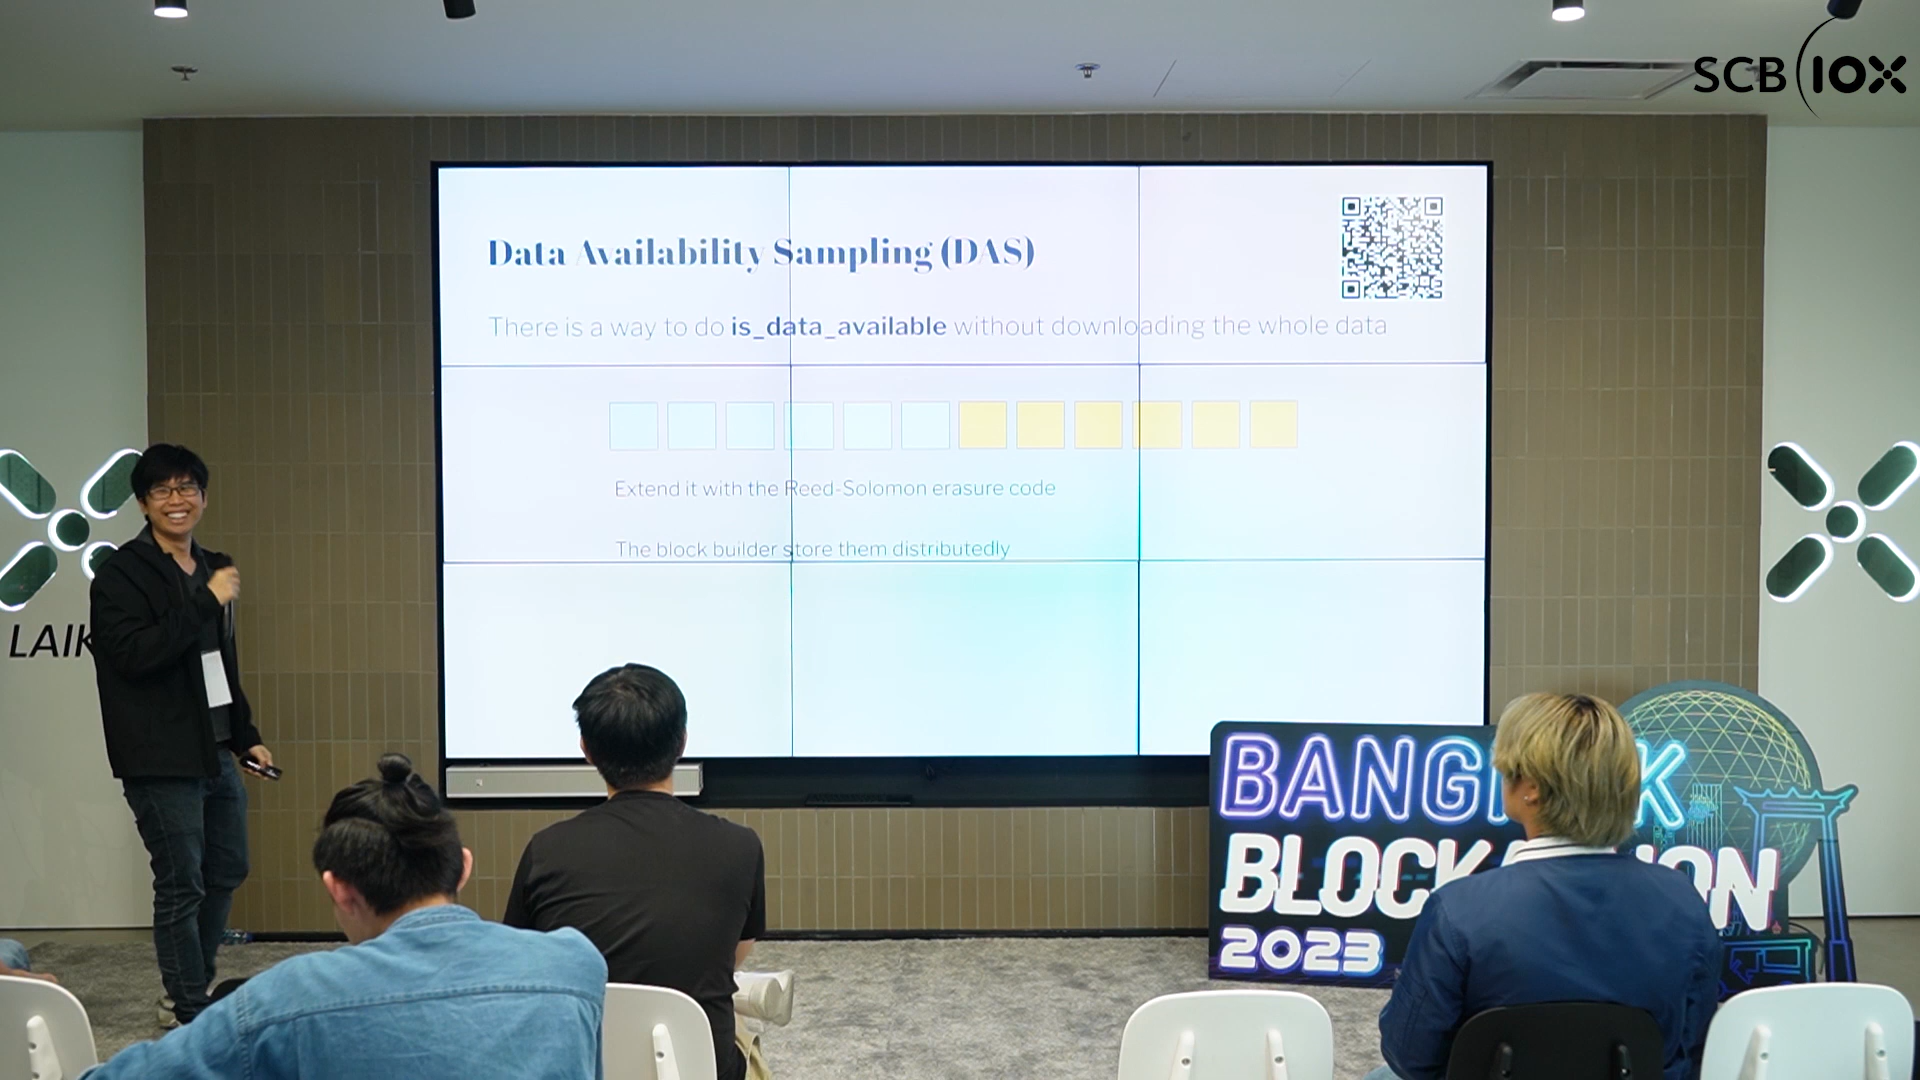 SCB 10X
Data Availability Sampling (DAS)
There is a way to do is_data_available without downloading the whole data
Extend it with the Reed-Solomon erasure code
The block builder store them distributedly
LAIK
BANG K
BLOCK ON
2023